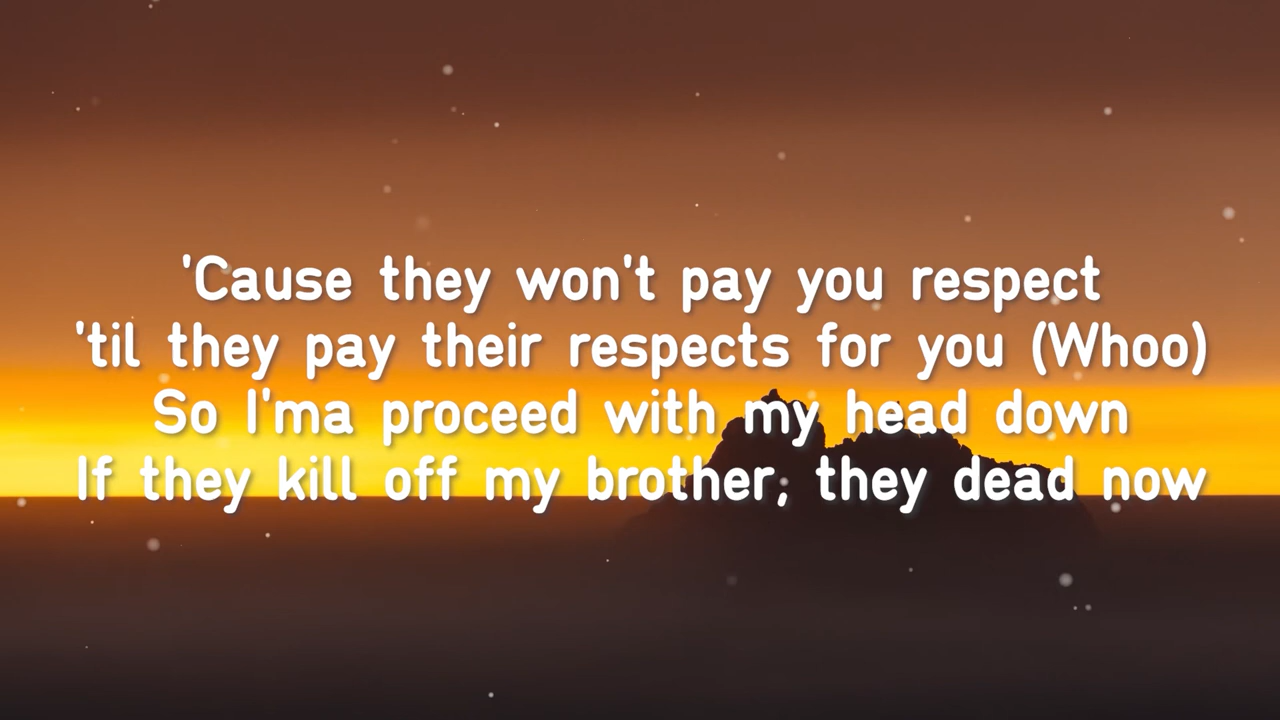 'Cause they won't pay you respect
'til they pay their respects for you (Whoo)
So I'ma proceed with my head down
If they kill off my brother, they dead now